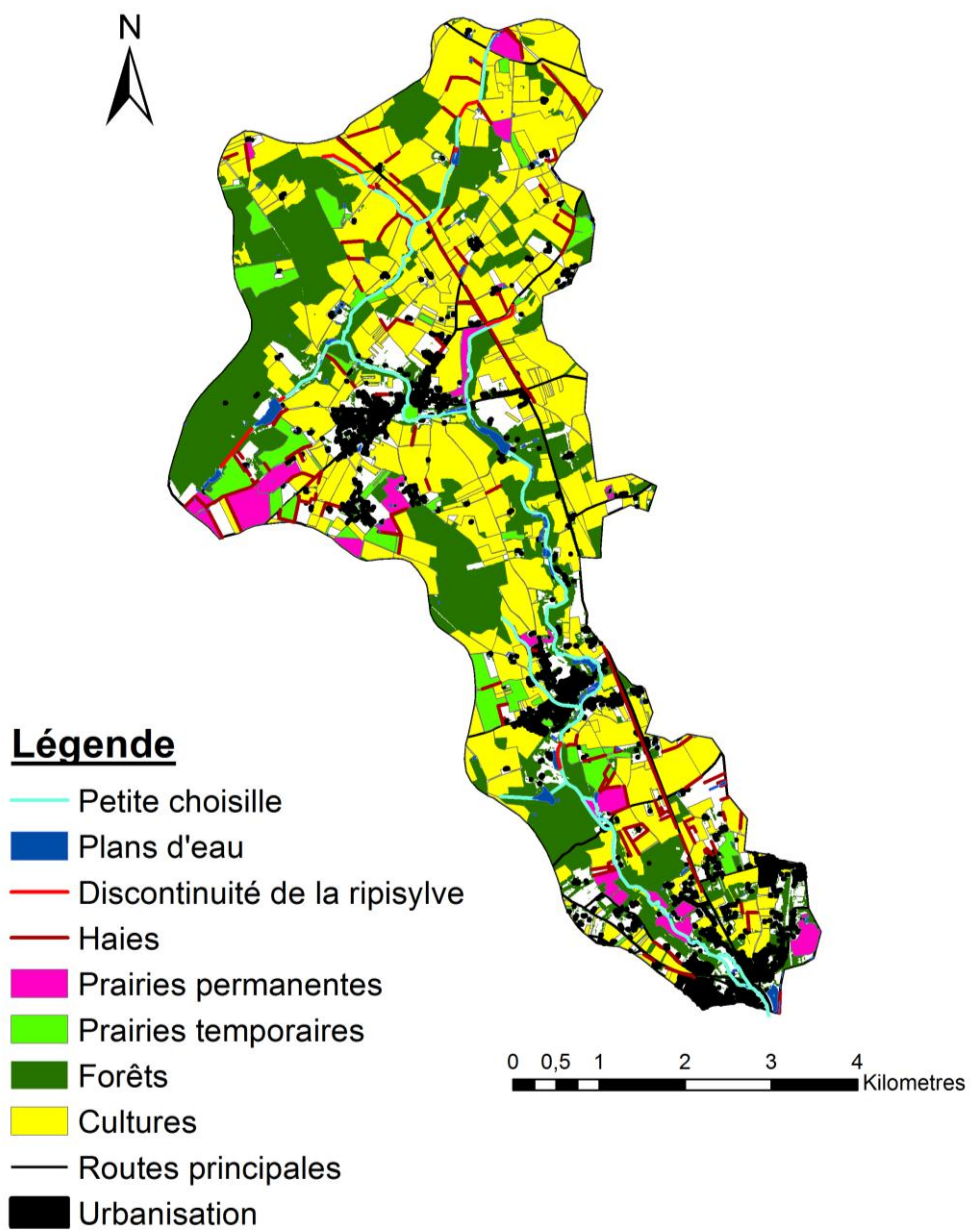 N
Légende
Petite choisille
Plans d'eau
Discontinuité de la ripisylve
Haies
Prairies permanentes
Prairies temporaires
Forêts
Cultures
Routes principales
Urbanisation
0 0,5 1 2 3 4
Kilometres